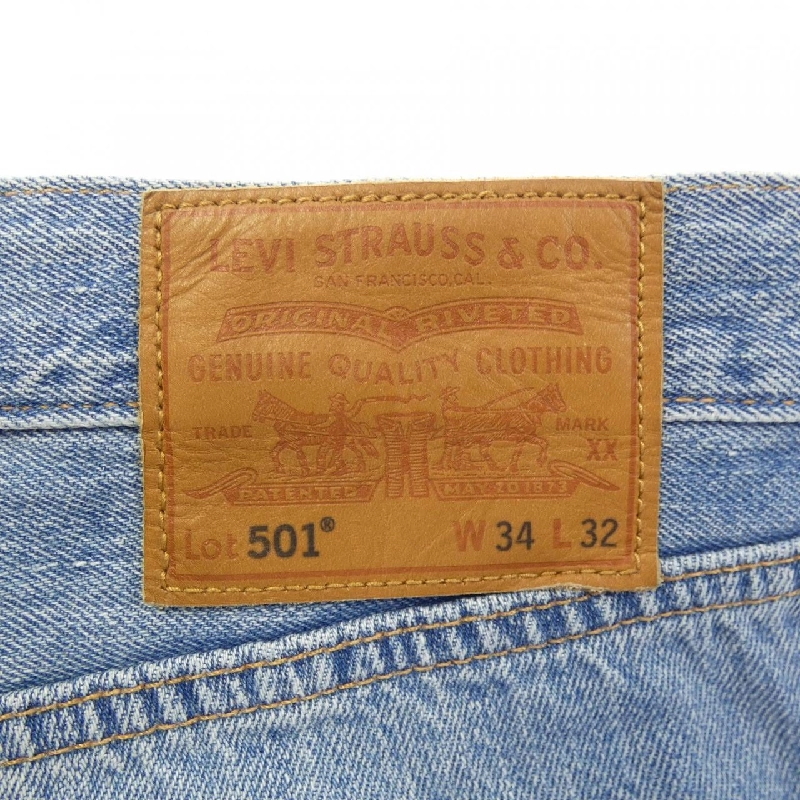 LEVI STRAUSS & CO.
SAN FRANCISCO, CAL.
ORIGINAL RIVETED
GENUINE QUALITY CLOTHING
TRADE MARK
XX
PATENTED MAY 20 1873
Lot 501® W 34 L 32